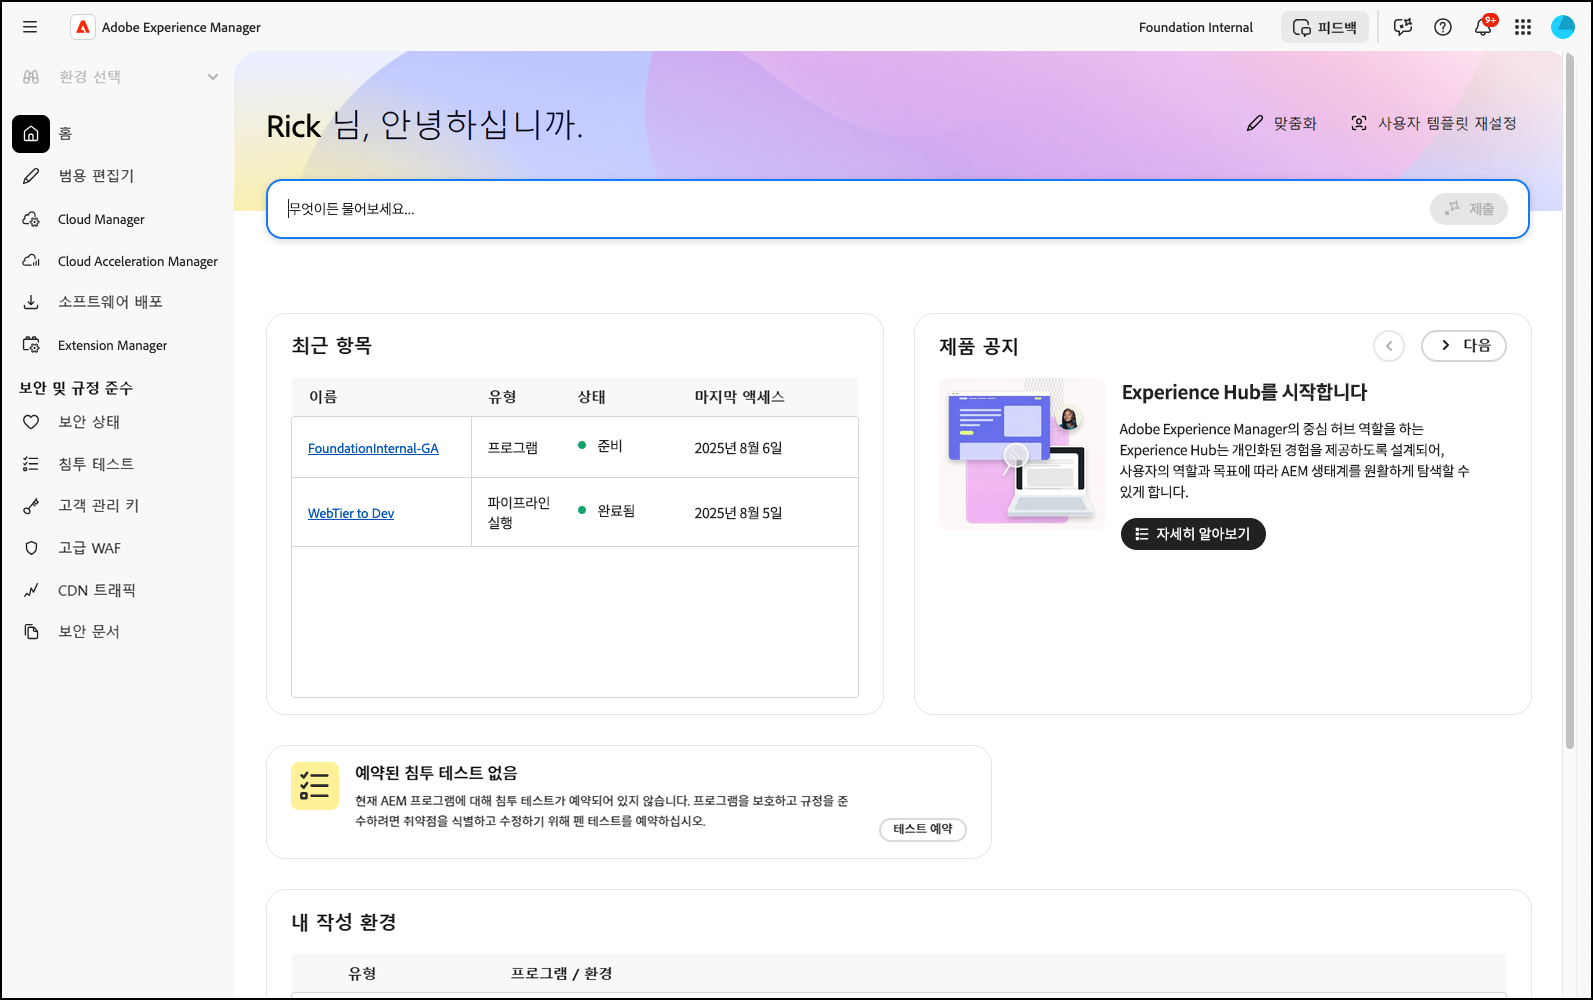 Adobe Experience Manager
Foundation Internal
피드백
9+
환경 선택
홈
범용 편집기
Cloud Manager
Cloud Acceleration Manager
소프트웨어 배포
Extension Manager
보안 및 규정 준수
보안 상태
침투 테스트
고객 관리 키
고급 WAF
CDN 트래픽
보안 문서
Rick 님, 안녕하십니까.
맞춤화
사용자 템플릿 재설정
무엇이든 물어보세요...
제출
최근 항목
이름 유형 상태 마지막 액세스
FoundationInternal-GA 프로그램 준비 2025년 8월 6일
WebTier to Dev 파이프라인 실행 완료됨 2025년 8월 5일
제품 공지
다음
Experience Hub를 시작합니다
Adobe Experience Manager의 중심 허브 역할을 하는
Experience Hub는 개인화된 경험을 제공하도록 설계되어,
사용자의 역할과 목표에 따라 AEM 생태계를 원활하게 탐색할 수
있게 합니다.
자세히 알아보기
예약된 침투 테스트 없음
현재 AEM 프로그램에 대해 침투 테스트가 예약되어 있지 않습니다. 프로그램을 보호하고 규정을 준
수하려면 취약점을 식별하고 수정하기 위해 펜 테스트를 예약하십시오.
테스트 예약
내 작성 환경
유형 프로그램 / 환경